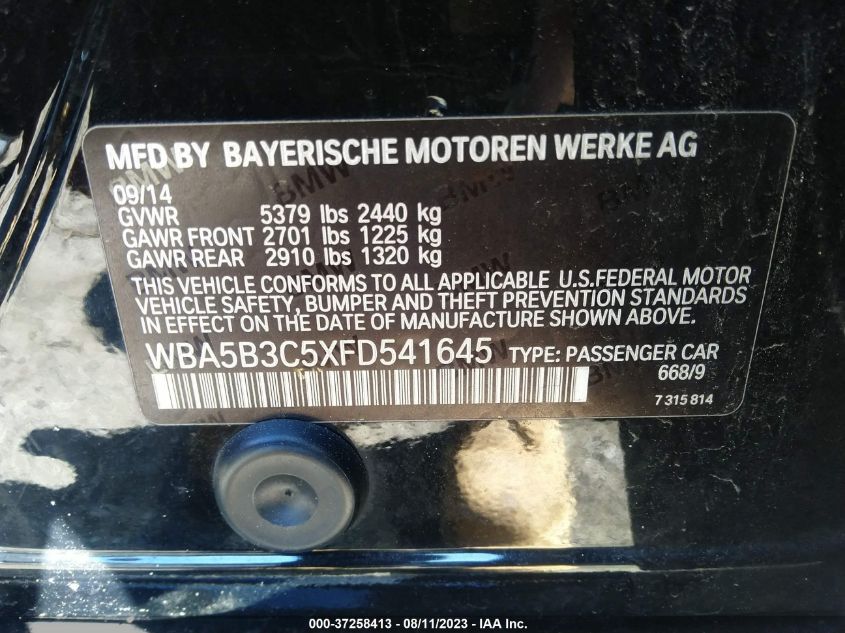 MFD BY BAYERISCHE MOTOREN WERKE AG
09/14
GVWR 5379 lbs 2440 kg
GAWR FRONT 2701 lbs 1225 kg
GAWR REAR 2910 lbs 1320 kg
THIS VEHICLE CONFORMS TO ALL APPLICABLE U.S.FEDERAL MOTOR
VEHICLE SAFETY, BUMPER AND THEFT PREVENTION STANDARDS
IN EFFECT ON THE DATE OF MANUFACTURE SHOWN ABOVE.
WBA5B3C5XFD541645 TYPE: PASSENGER CAR
668/9
7 315 814
000-37258413 - 08/11/2023 - IAA Inc.